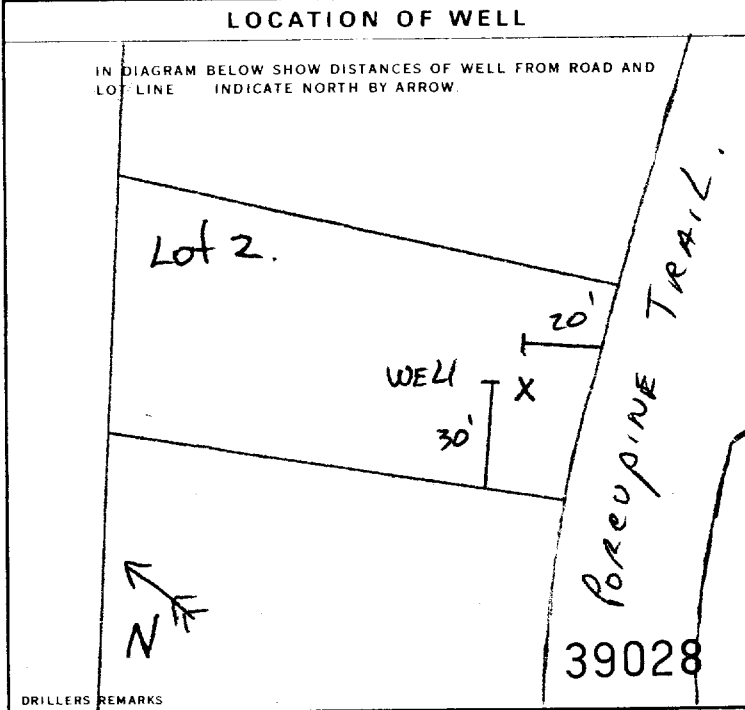 LOCATION OF WELL
IN DIAGRAM BELOW SHOW DISTANCES OF WELL FROM ROAD AND
LOT LINE INDICATE NORTH BY ARROW.
Lot 2.
20'
WELL X
30'
PORCUPINE TRAIL.
N
39028
DRILLERS REMARKS